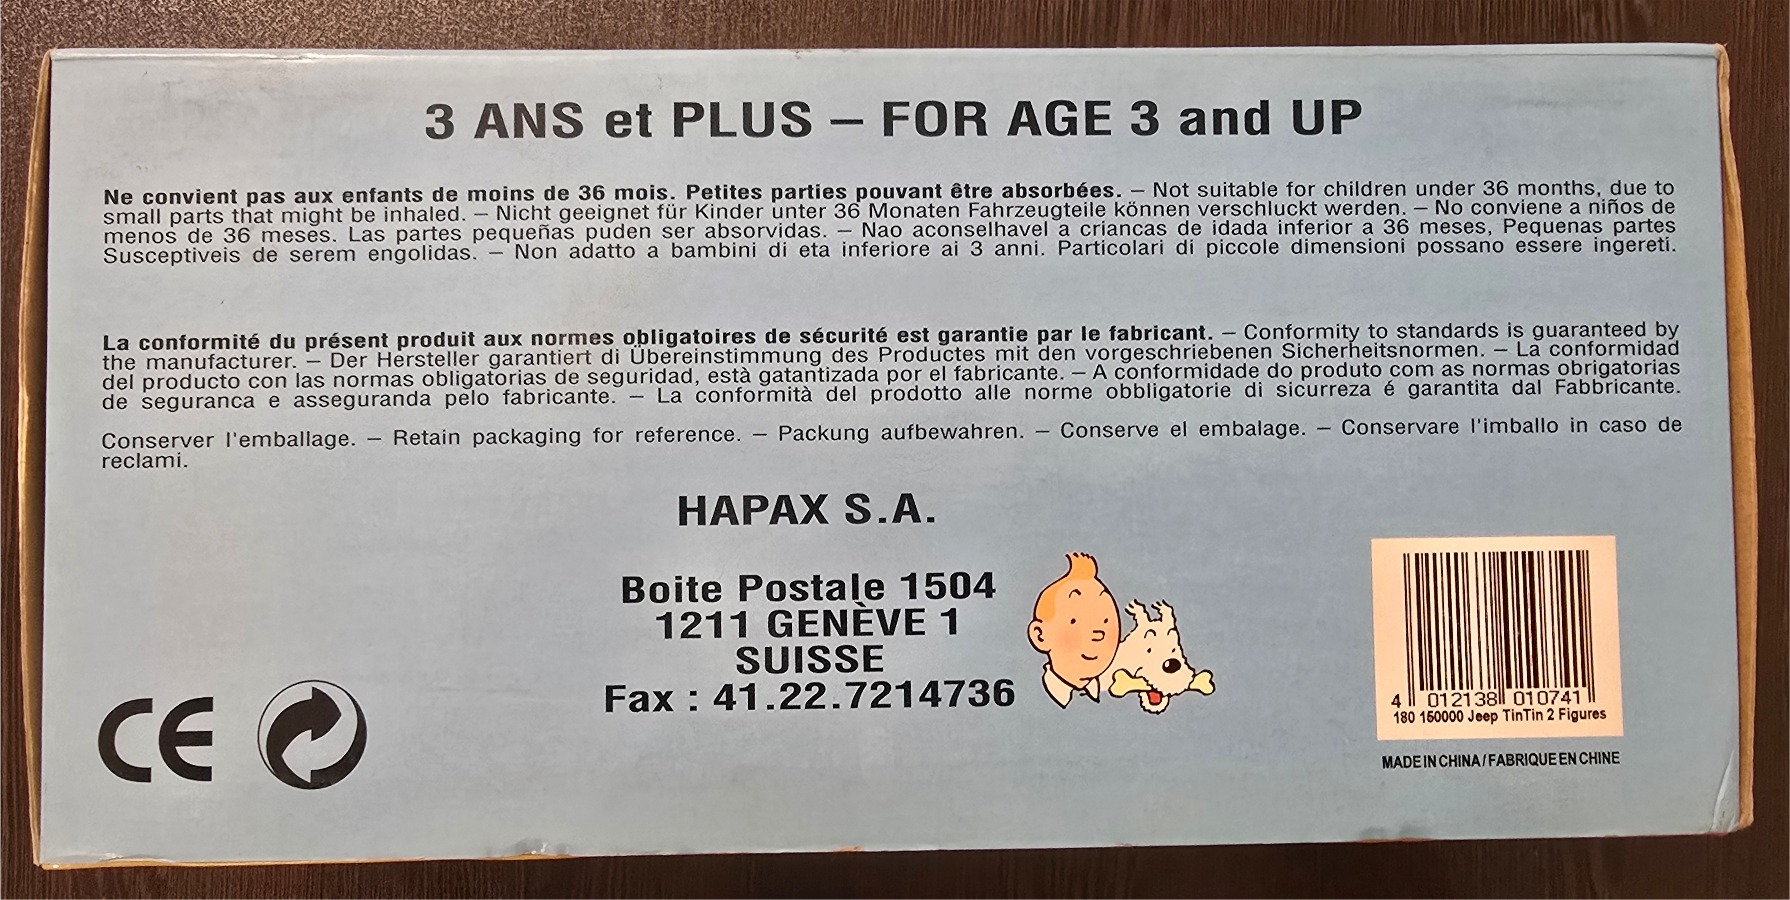 3 ANS et PLUS – FOR AGE 3 and UP
Ne convient pas aux enfants de moins de 36 mois. Petites parties pouvant être absorbées. – Not suitable for children under 36 months, due to
small parts that might be inhaled. – Nicht geeignet für Kinder unter 36 Monaten Fahrzeugteile können verschluckt werden. – No conviene a niños de
menos de 36 meses. Las partes pequeñas puden ser absorvidas. – Nao aconselhavel a criancas de idada inferior a 36 meses, Pequenas partes
Susceptiveis de serem engolidas. – Non adatto a bambini di eta inferiore ai 3 anni. Particolari di piccole dimensioni possano essere ingereti.
La conformité du présent produit aux normes obligatoires de sécurité est garantie par le fabricant. – Conformity to standards is guaranteed by
the manufacturer. – Der Hersteller garantiert di Übereinstimmung des Productes mit den vorgeschriebenen Sicherheitsnormen. – La conformidad
del producto con las normas obligatorias de seguridad, està gatantizada por el fabricante. – A conformidade do produto com as normas obrigatorias
de seguranca e asseguranda pelo fabricante. – La conformità del prodotto alle norme obbligatorie di sicurreza é garantita dal Fabbricante.
Conserver l'emballage. – Retain packaging for reference. – Packung aufbewahren. – Conserve el embalage. – Conservare l'imballo in caso de
reclami.
HAPAX S.A.
Boite Postale 1504
1211 GENÈVE 1
SUISSE
Fax : 41.22.7214736
CE
4 012138 010741
180 150000 Jeep TinTin 2 Figures
MADE IN CHINA / FABRIQUE EN CHINE